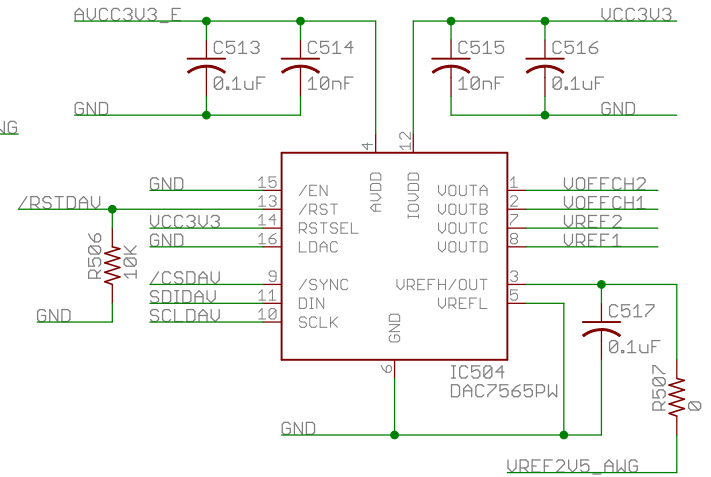 AVCC3V3_F
VCC3V3
C513
C514
C515
C516
0.1uF
10nF
10nF
0.1uF
GND
GND
4
12
AVDD
IOVDD
GND
15
/EN
VOUTA
1
VOFFCH2
/RSTDAV
13
/RST
VOUTB
2
VOFFCH1
VCC3V3
14
RSTSEL
VOUTC
7
VREF2
GND
16
LDAC
VOUTD
8
VREF1
R506
10K
/CSDAV
9
/SYNC
VREFH/OUT
3
SDIDAV
11
DIN
VREFL
5
GND
SCLDAV
10
SCLK
GND
C517
0.1uF
6
IC504
DAC7565PW
R507
0
GND
VREF2V5_AWG